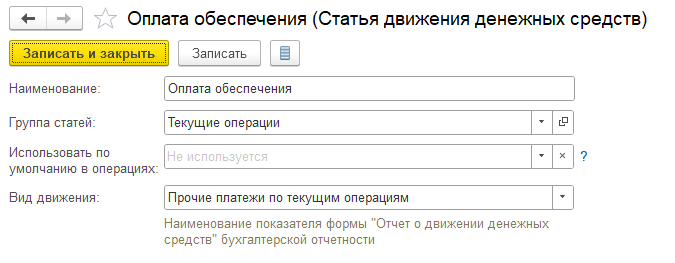 Оплата обеспечения (Статья движения денежных средств)
Записать и закрыть Записать
Наименование: Оплата обеспечения
Группа статей: Текущие операции
Использовать по
умолчанию в операциях: Не используется ?
Вид движения: Прочие платежи по текущим операциям
Наименование показателя формы "Отчет о движении денежных
средств" бухгалтерской отчетности